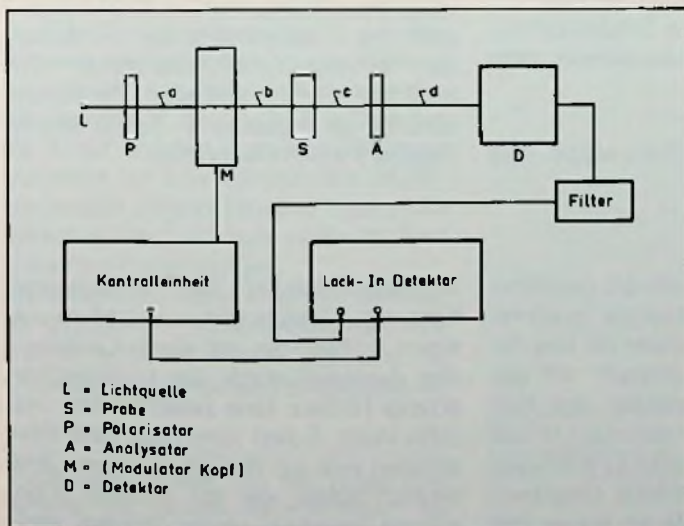 a b c d
L P M S A D
Filter
Kontrolleinheit
Lock-In Detektor
L = Lichtquelle
S = Probe
P = Polarisator
A = Analysator
M = (Modulator Kopf)
D = Detektor